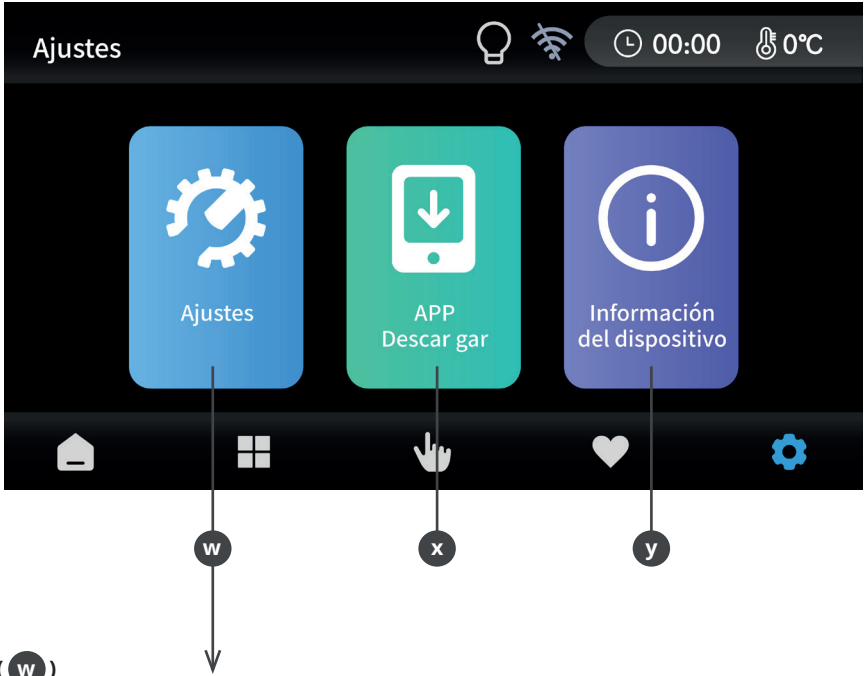 Ajustes
00:00
0℃
Ajustes
APP
Descar gar
Información
del dispositivo
w
x
y
(w)